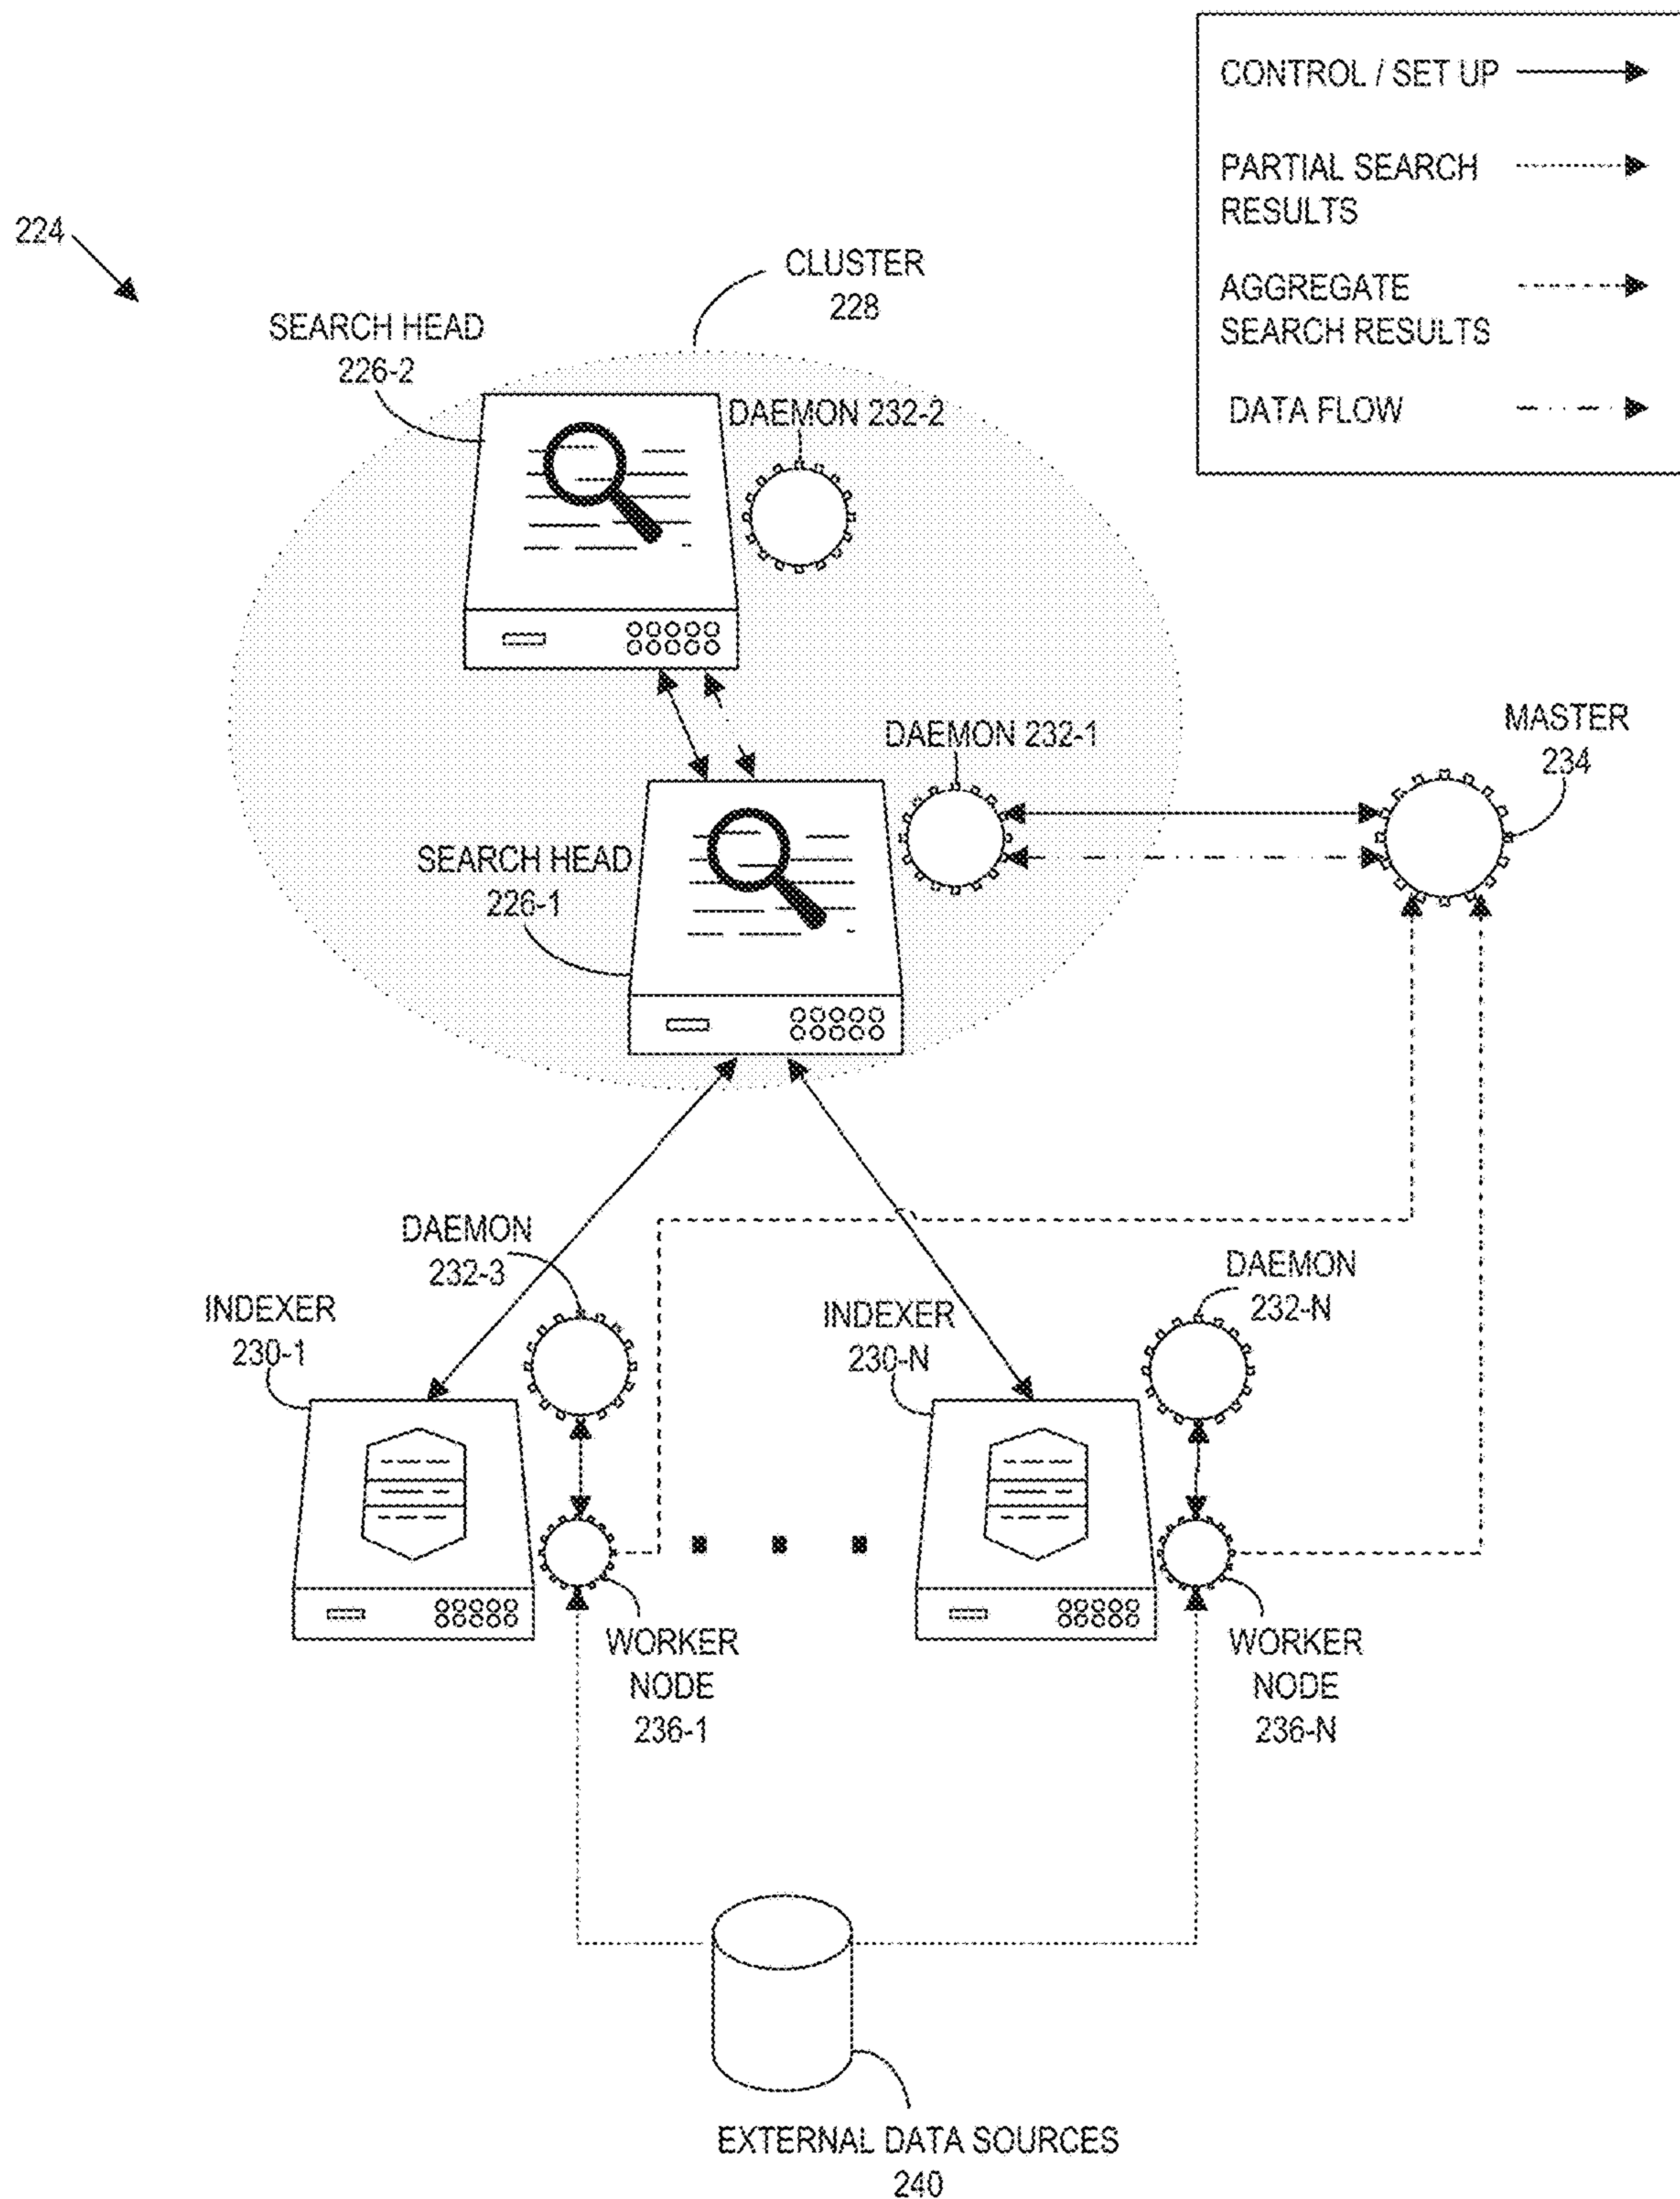 CONTROL / SET UP
PARTIAL SEARCH
RESULTS
AGGREGATE
SEARCH RESULTS
DATA FLOW
224
CLUSTER
228
SEARCH HEAD
226-2
DAEMON 232-2
DAEMON 232-1
MASTER
234
SEARCH HEAD
226-1
DAEMON
232-3
INDEXER
230-1
INDEXER
230-N
DAEMON
232-N
WORKER
NODE
236-1
WORKER
NODE
236-N
EXTERNAL DATA SOURCES
240